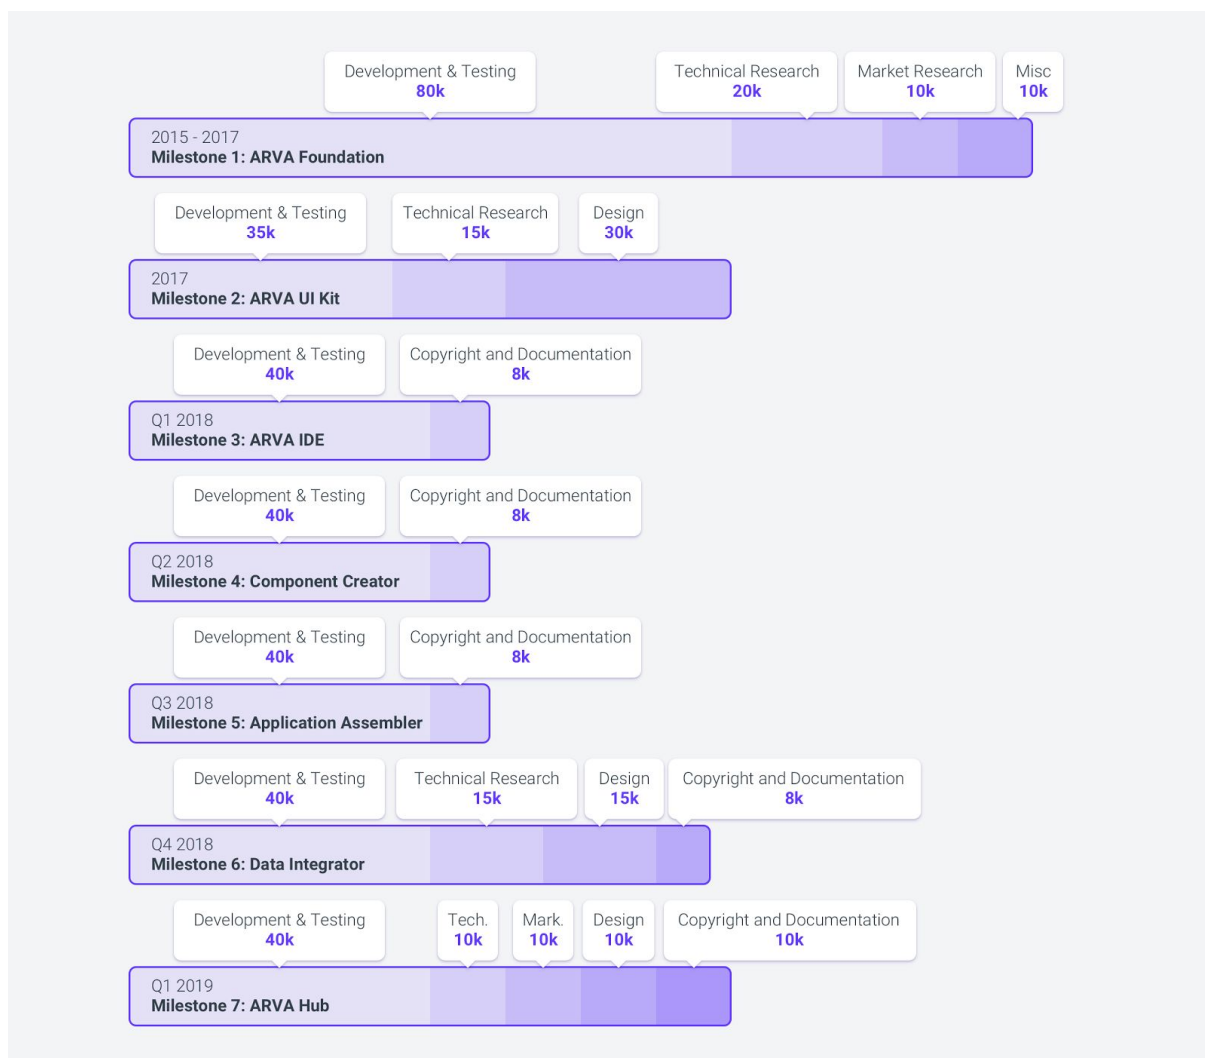 Development & Testing
80k
Technical Research
20k
Market Research
10k
Misc
10k
2015 - 2017
Milestone 1: ARVA Foundation
Development & Testing
35k
Technical Research
15k
Design
30k
2017
Milestone 2: ARVA UI Kit
Development & Testing
40k
Copyright and Documentation
8k
Q1 2018
Milestone 3: ARVA IDE
Development & Testing
40k
Copyright and Documentation
8k
Q2 2018
Milestone 4: Component Creator
Development & Testing
40k
Copyright and Documentation
8k
Q3 2018
Milestone 5: Application Assembler
Development & Testing
40k
Technical Research
15k
Design
15k
Copyright and Documentation
8k
Q4 2018
Milestone 6: Data Integrator
Development & Testing
40k
Tech.
10k
Mark.
10k
Design
10k
Copyright and Documentation
10k
Q1 2019
Milestone 7: ARVA Hub